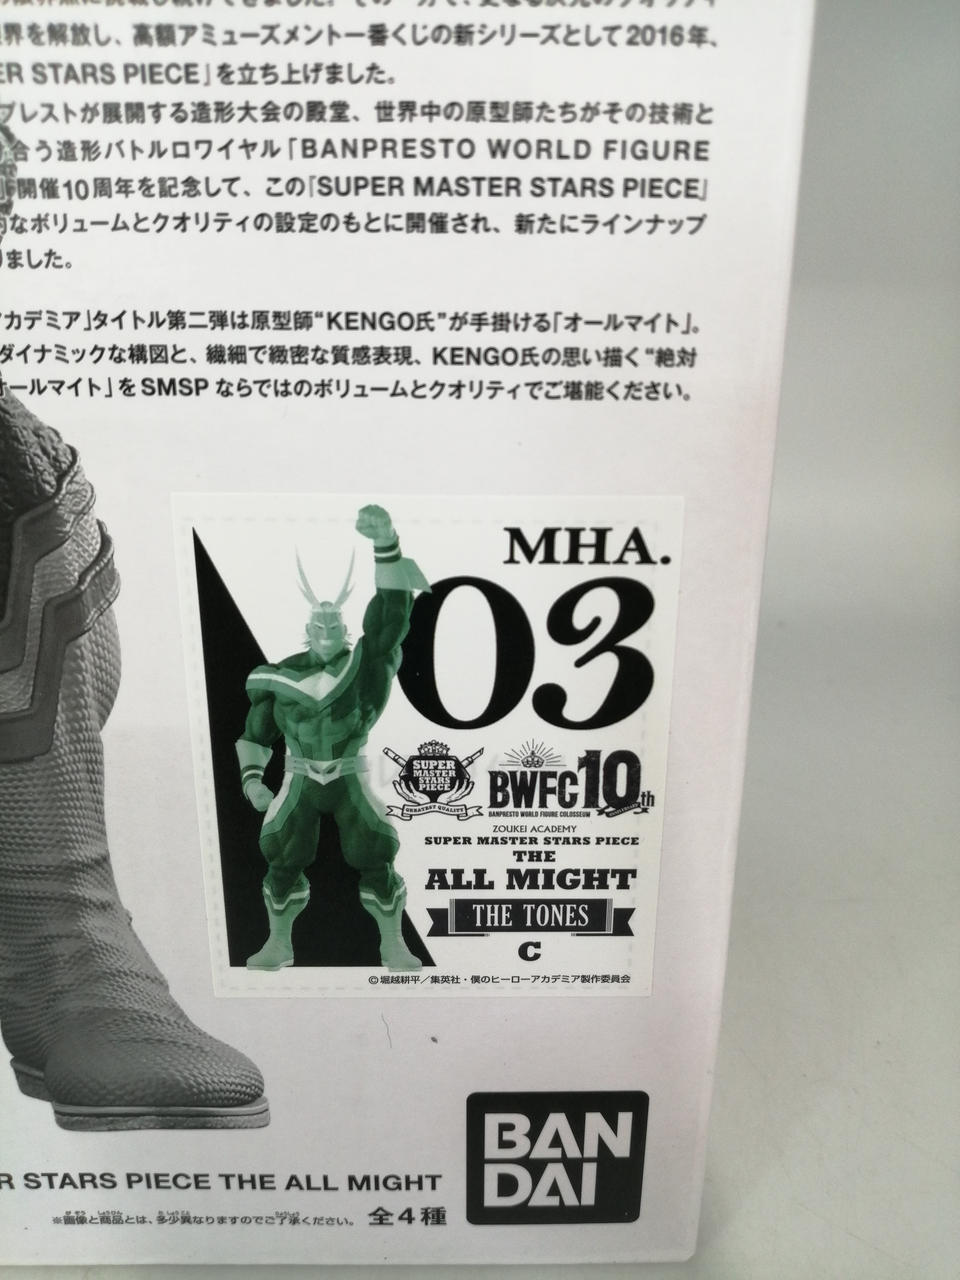 限界を解放し、高額アミューズメント一番くじの新シリーズとして2016年、
ER STARS PIECE」を立ち上げました。
プレストが展開する造形大会の殿堂、世界中の原型師たちがその技術と
合う造形バトルロワイヤル「BANPRESTO WORLD FIGURE
」開催10周年を記念して、この『SUPER MASTER STARS PIECE』
的なボリュームとクオリティの設定のもとに開催され、新たにラインナップ
りました。
アカデミア」タイトル第二弾は原型師“KENGO氏”が手掛ける「オールマイト」。
ダイナミックな構図と、繊細で緻密な質感表現、KENGO氏の思い描く“絶対
オールマイト」をSMSPならではのボリュームとクオリティでご堪能ください。
MHA.
03
SUPER
MASTER
STARS
PIECE
GREATEST QUALITY
BWFC10th
BANPRESTO WORLD FIGURE COLOSSEUM
ZOUKEI ACADEMY
SUPER MASTER STARS PIECE
THE
ALL MIGHT
THE TONES
C
©堀越耕平／集英社・僕のヒーローアカデミア製作委員会
BAN
DAI
R STARS PIECE THE ALL MIGHT
※画像と商品とは、多少異なりますのでご了承ください。 全4種